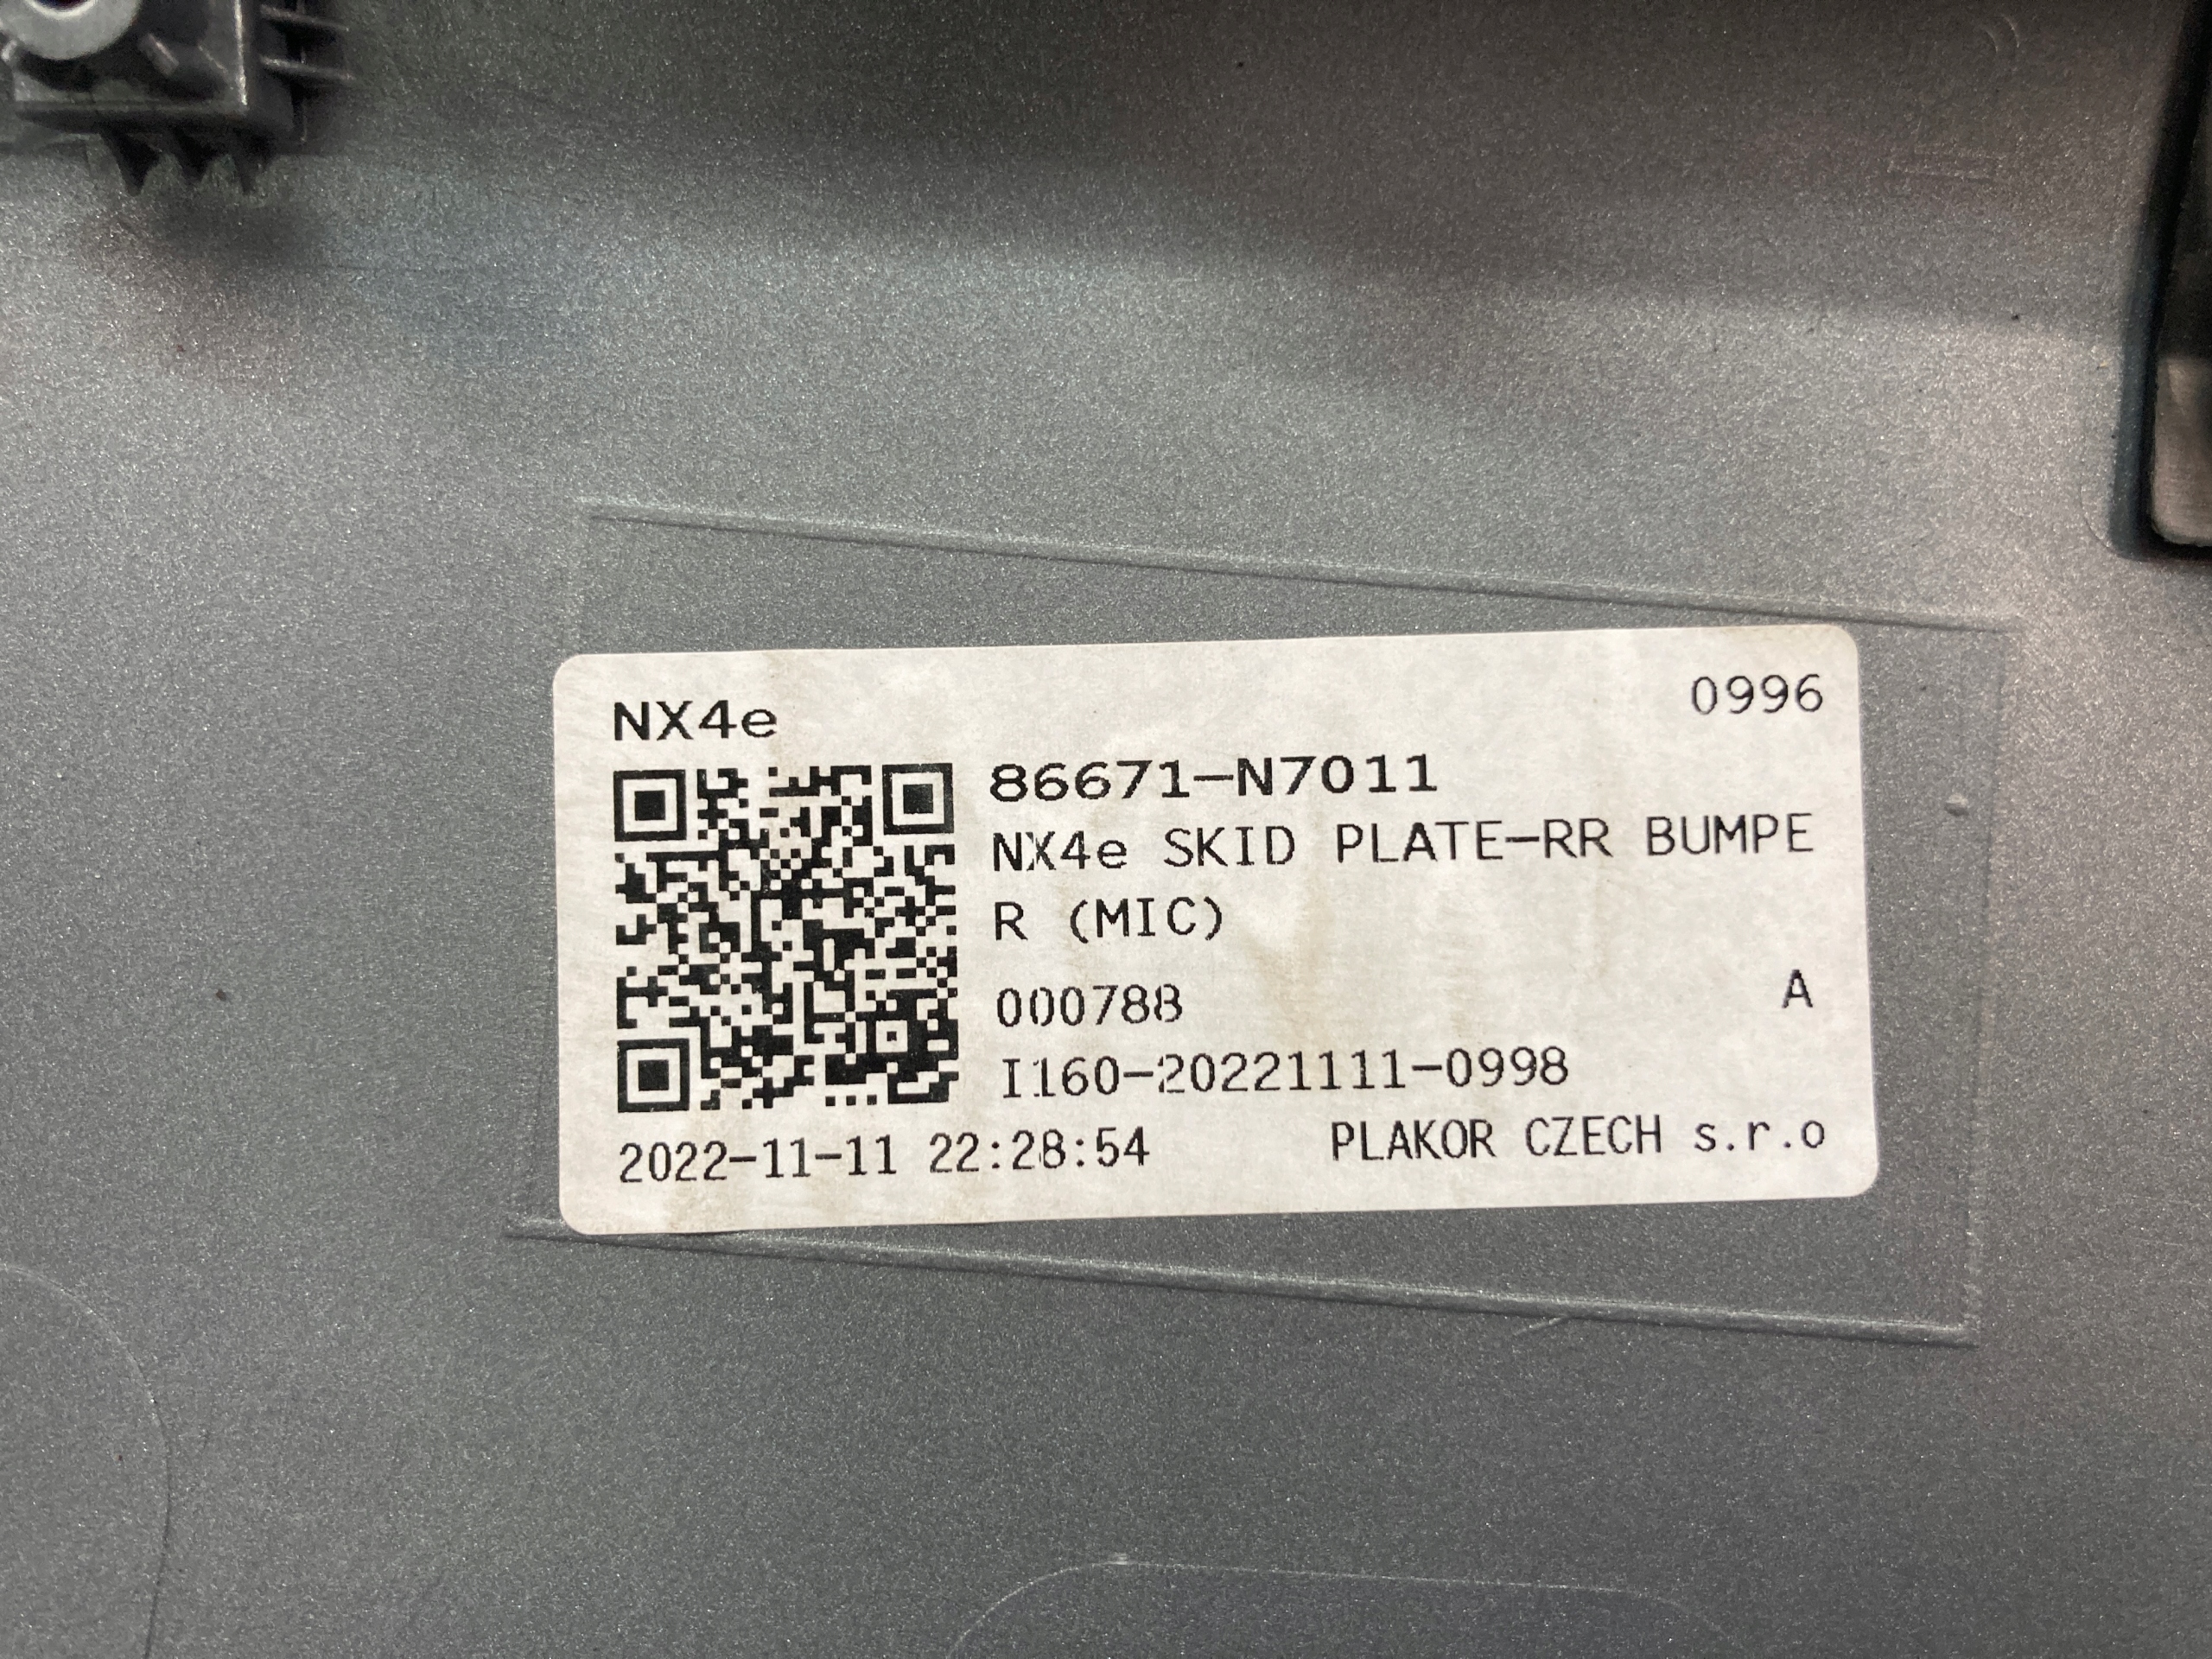 NX4e
0996
86671-N7011
NX4e SKID PLATE-RR BUMPE
R (MIC)
000788
A
I160-20221111-0998
2022-11-11 22:28:54
PLAKOR CZECH s.r.o